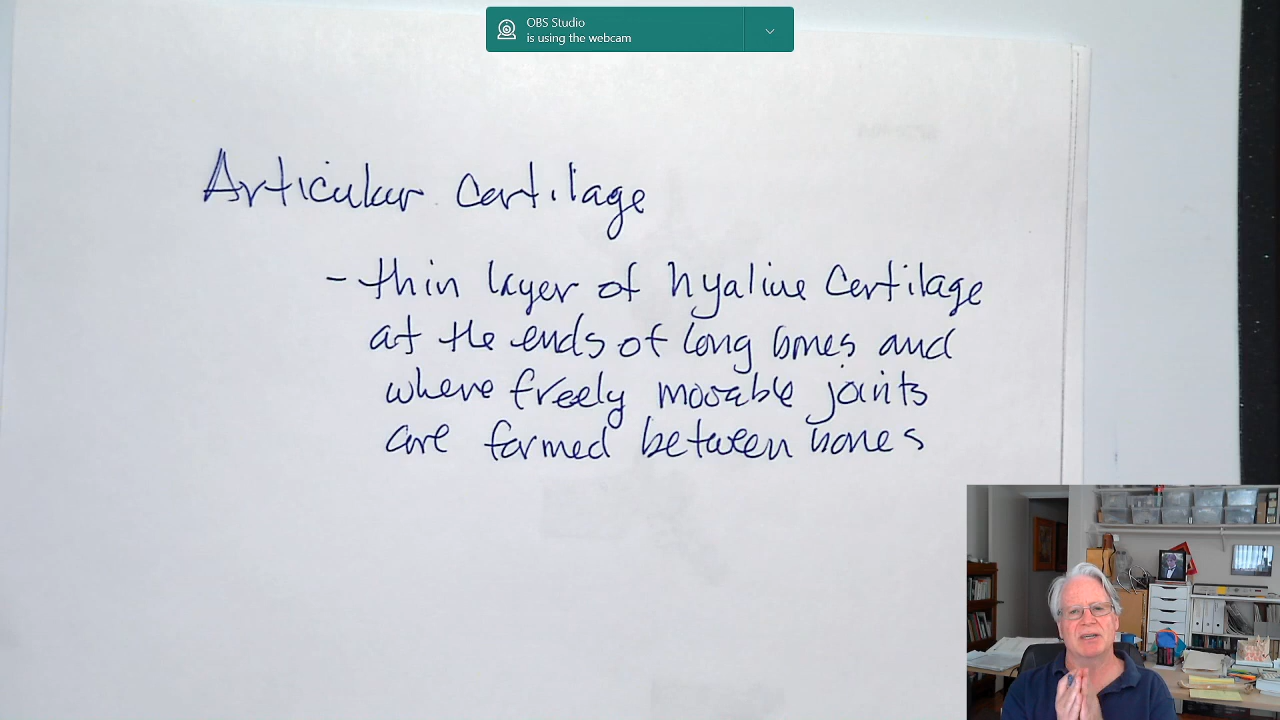 OBS Studio
is using the webcam
Articular Cartilage
- thin layer of hyaline Cartilage
at the ends of long bones and
where freely movable joints
are formed between bones